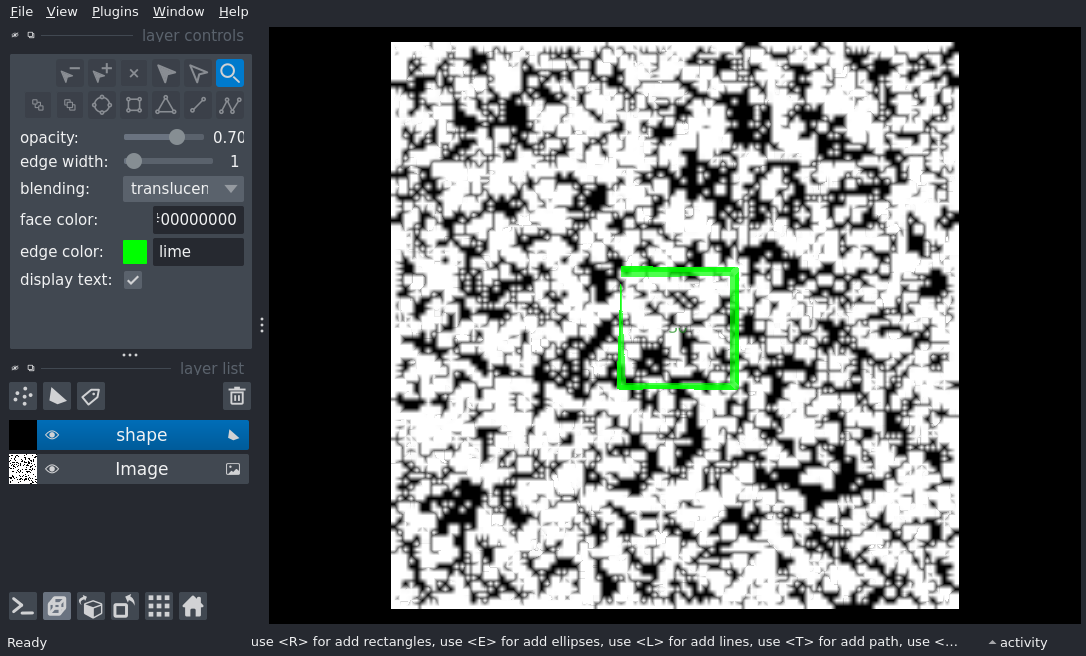 File View Plugins Window Help
layer controls
opacity: 0.70
edge width: 1
blending: translucen
face color: 00000000
edge color: lime
display text:
layer list
shape
Image
Ready
use <R> for add rectangles, use <E> for add ellipses, use <L> for add lines, use <T> for add path, use <...
activity